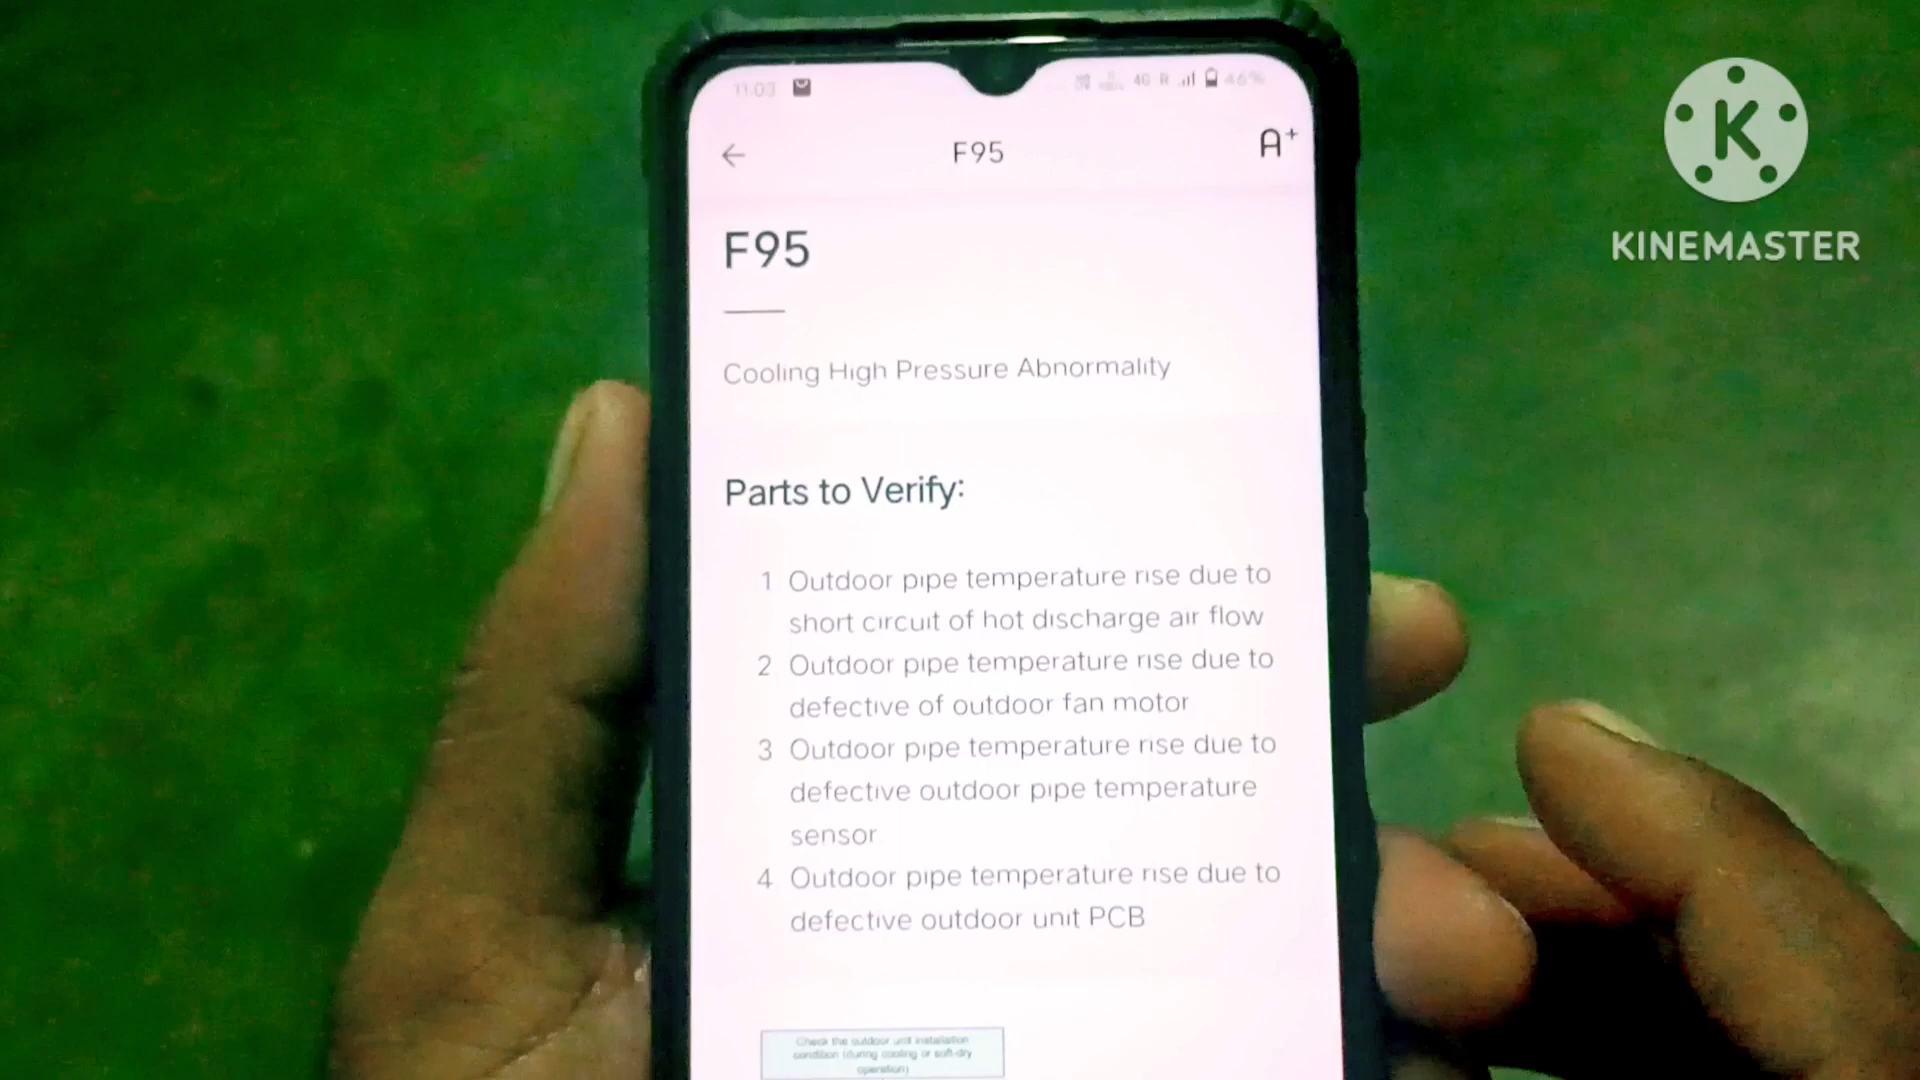 11:03
4G R 46%
F95
A+
F95
Cooling High Pressure Abnormality
Parts to Verify:
1 Outdoor pipe temperature rise due to
short circuit of hot discharge air flow
2 Outdoor pipe temperature rise due to
defective of outdoor fan motor
3 Outdoor pipe temperature rise due to
defective outdoor pipe temperature
sensor
4 Outdoor pipe temperature rise due to
defective outdoor unit PCB
Check the outdoor unit installation
condition (during cooling or soft-dry
operation)
K
KINEMASTER